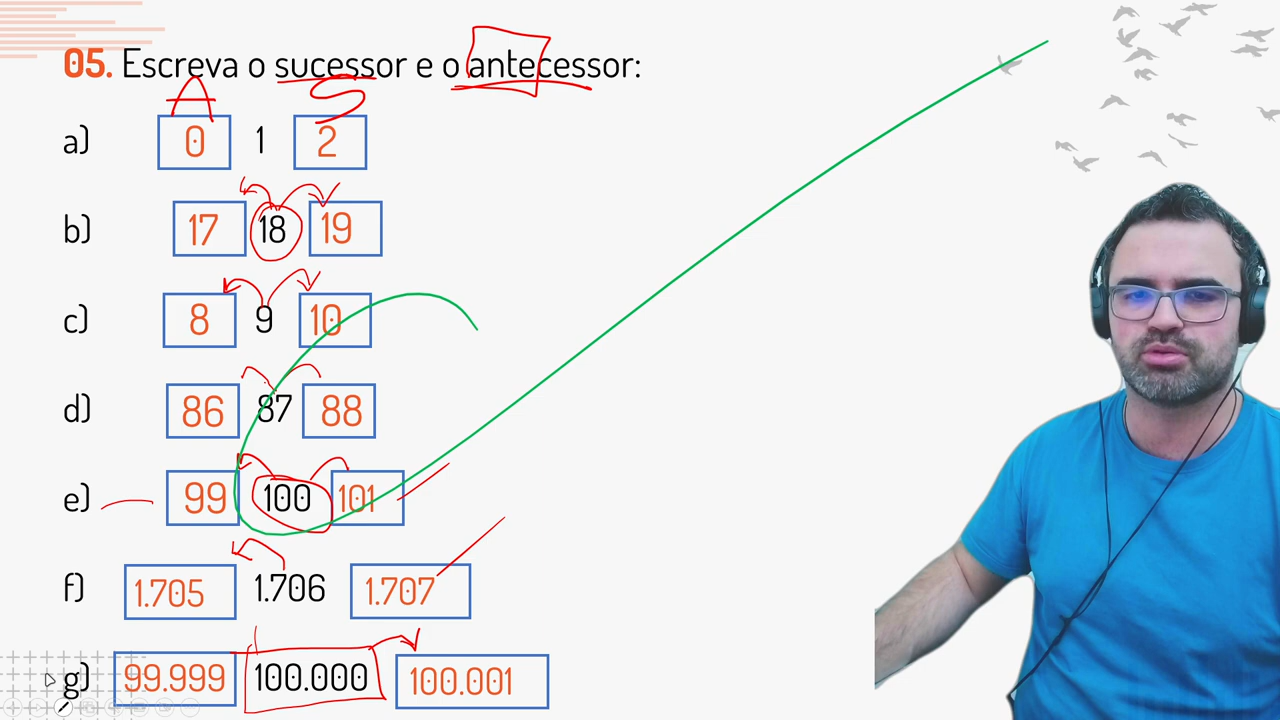 05. Escreva o sucessor e o antecessor:
A S
a) 0 1 2
b) 17 18 19
c) 8 9 10
d) 86 87 88
e) 99 100 101
f) 1.705 1.706 1.707
g) 99.999 100.000 100.001